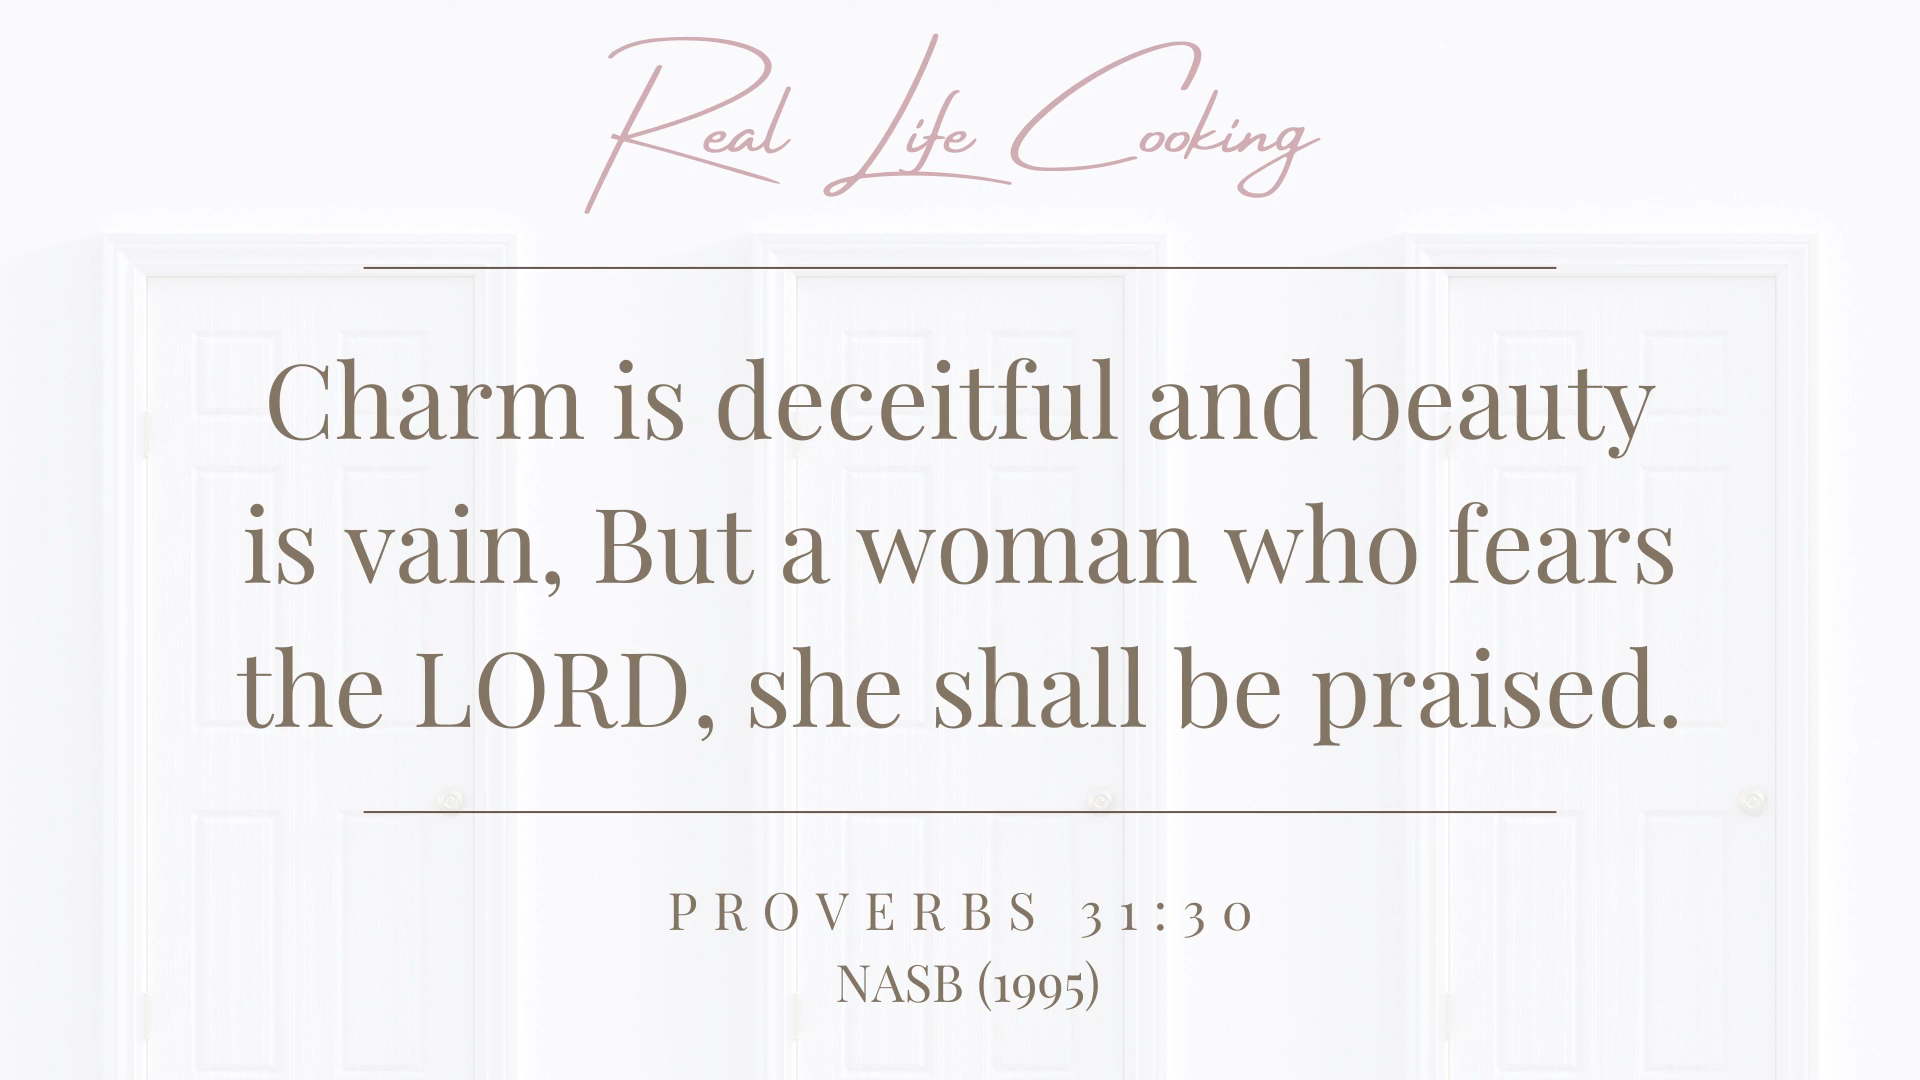 Real Life Cooking
Charm is deceitful and beauty
is vain, But a woman who fears
the LORD, she shall be praised.
PROVERBS 31:30
NASB (1995)